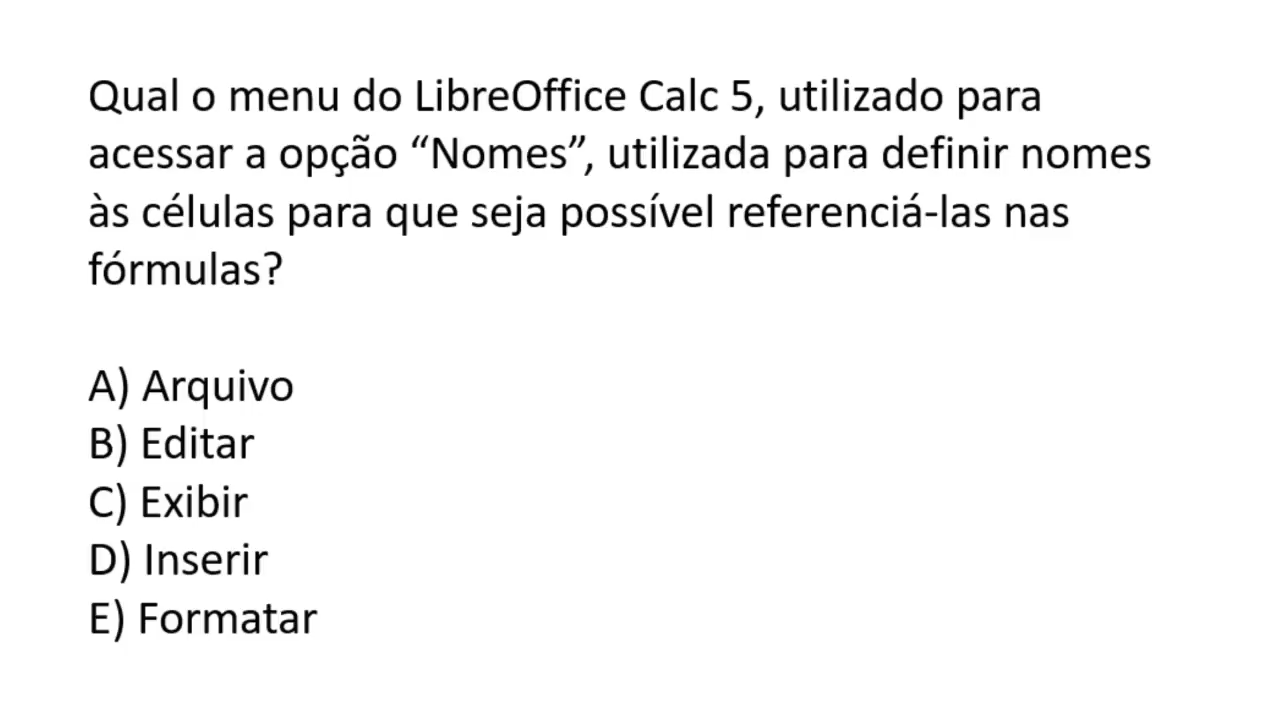 Qual o menu do LibreOffice Calc 5, utilizado para
acessar a opção “Nomes”, utilizada para definir nomes
às células para que seja possível referenciá-las nas
fórmulas?
A) Arquivo
B) Editar
C) Exibir
D) Inserir
E) Formatar